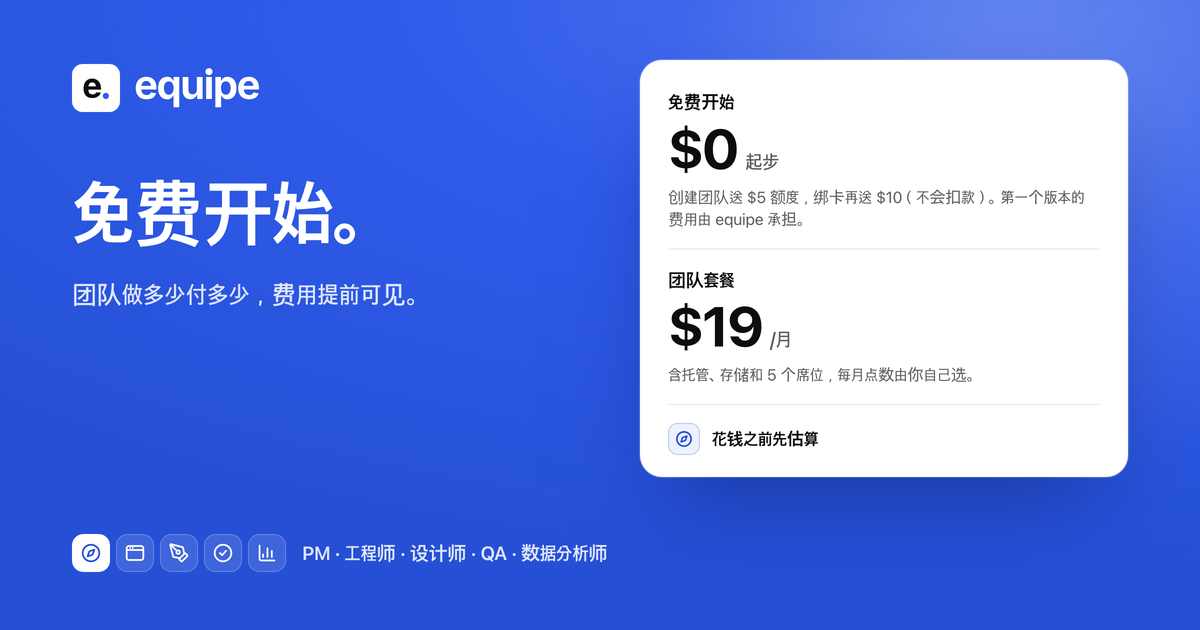 e.
equipe
免费开始。
团队做多少付多少，费用提前可见。
免费开始
$0 起步
创建团队送 $5 额度，绑卡再送 $10（不会扣款）。第一个版本的
费用由 equipe 承担。
团队套餐
$19 /月
含托管、存储和 5 个席位，每月点数由你自己选。
花钱之前先估算
PM · 工程师 · 设计师 · QA · 数据分析师